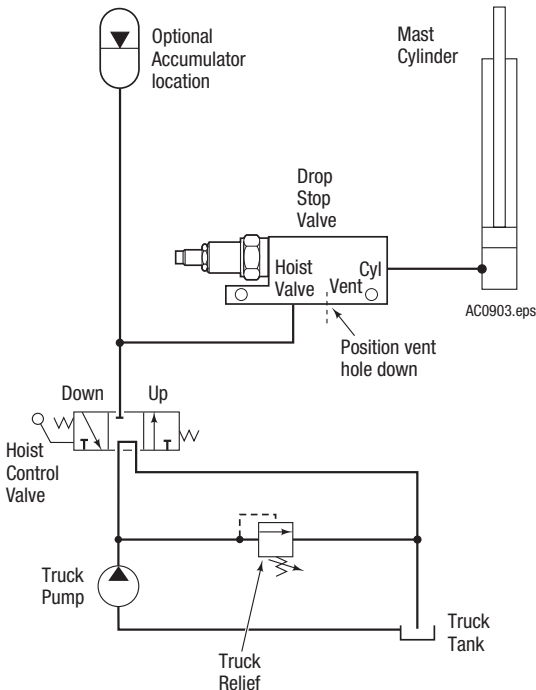 Optional
Accumulator
location
Mast
Cylinder
Drop
Stop
Valve
Hoist
Valve
Cyl
Vent
AC0903.eps
Position vent
hole down
Down
Up
Hoist
Control
Valve
Truck
Pump
Truck
Relief
Truck
Tank